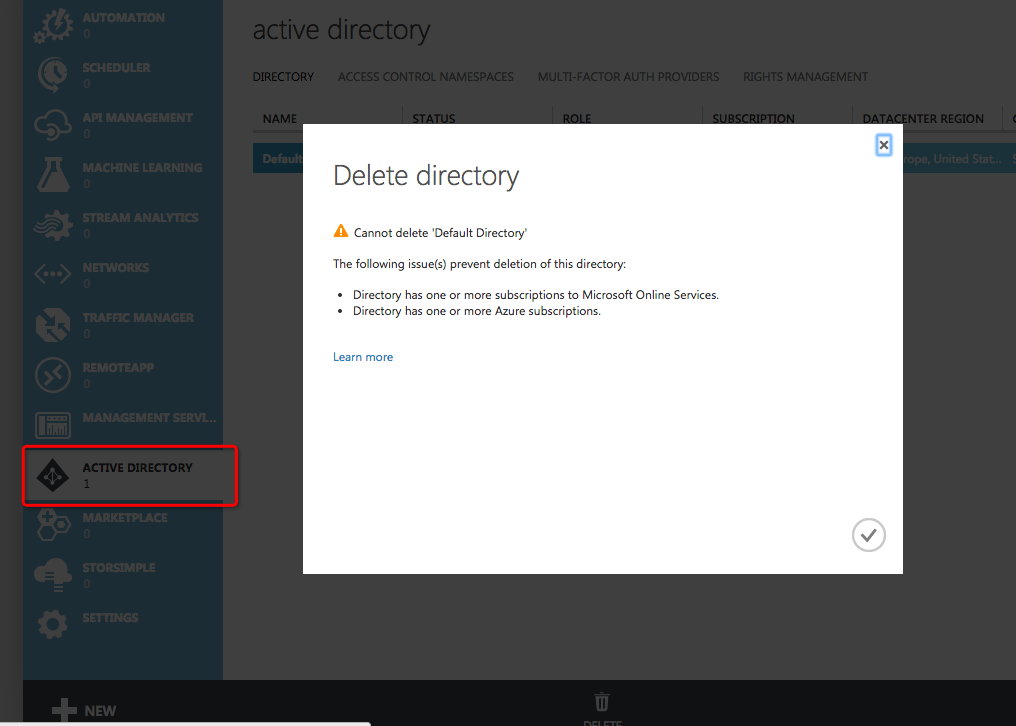 AUTOMATION
0
SCHEDULER
0
API MANAGEMENT
0
MACHINE LEARNING
0
STREAM ANALYTICS
0
NETWORKS
0
TRAFFIC MANAGER
0
REMOTEAPP
0
MANAGEMENT SERVI...
ACTIVE DIRECTORY
1
MARKETPLACE
0
STORSIMPLE
0
SETTINGS
active directory
DIRECTORY ACCESS CONTROL NAMESPACES MULTI-FACTOR AUTH PROVIDERS RIGHTS MANAGEMENT
NAME STATUS ROLE SUBSCRIPTION DATACENTER REGION
Default rope, United Stat...
Delete directory
Cannot delete 'Default Directory'
The following issue(s) prevent deletion of this directory:
• Directory has one or more subscriptions to Microsoft Online Services.
• Directory has one or more Azure subscriptions.
Learn more
NEW
DELETE